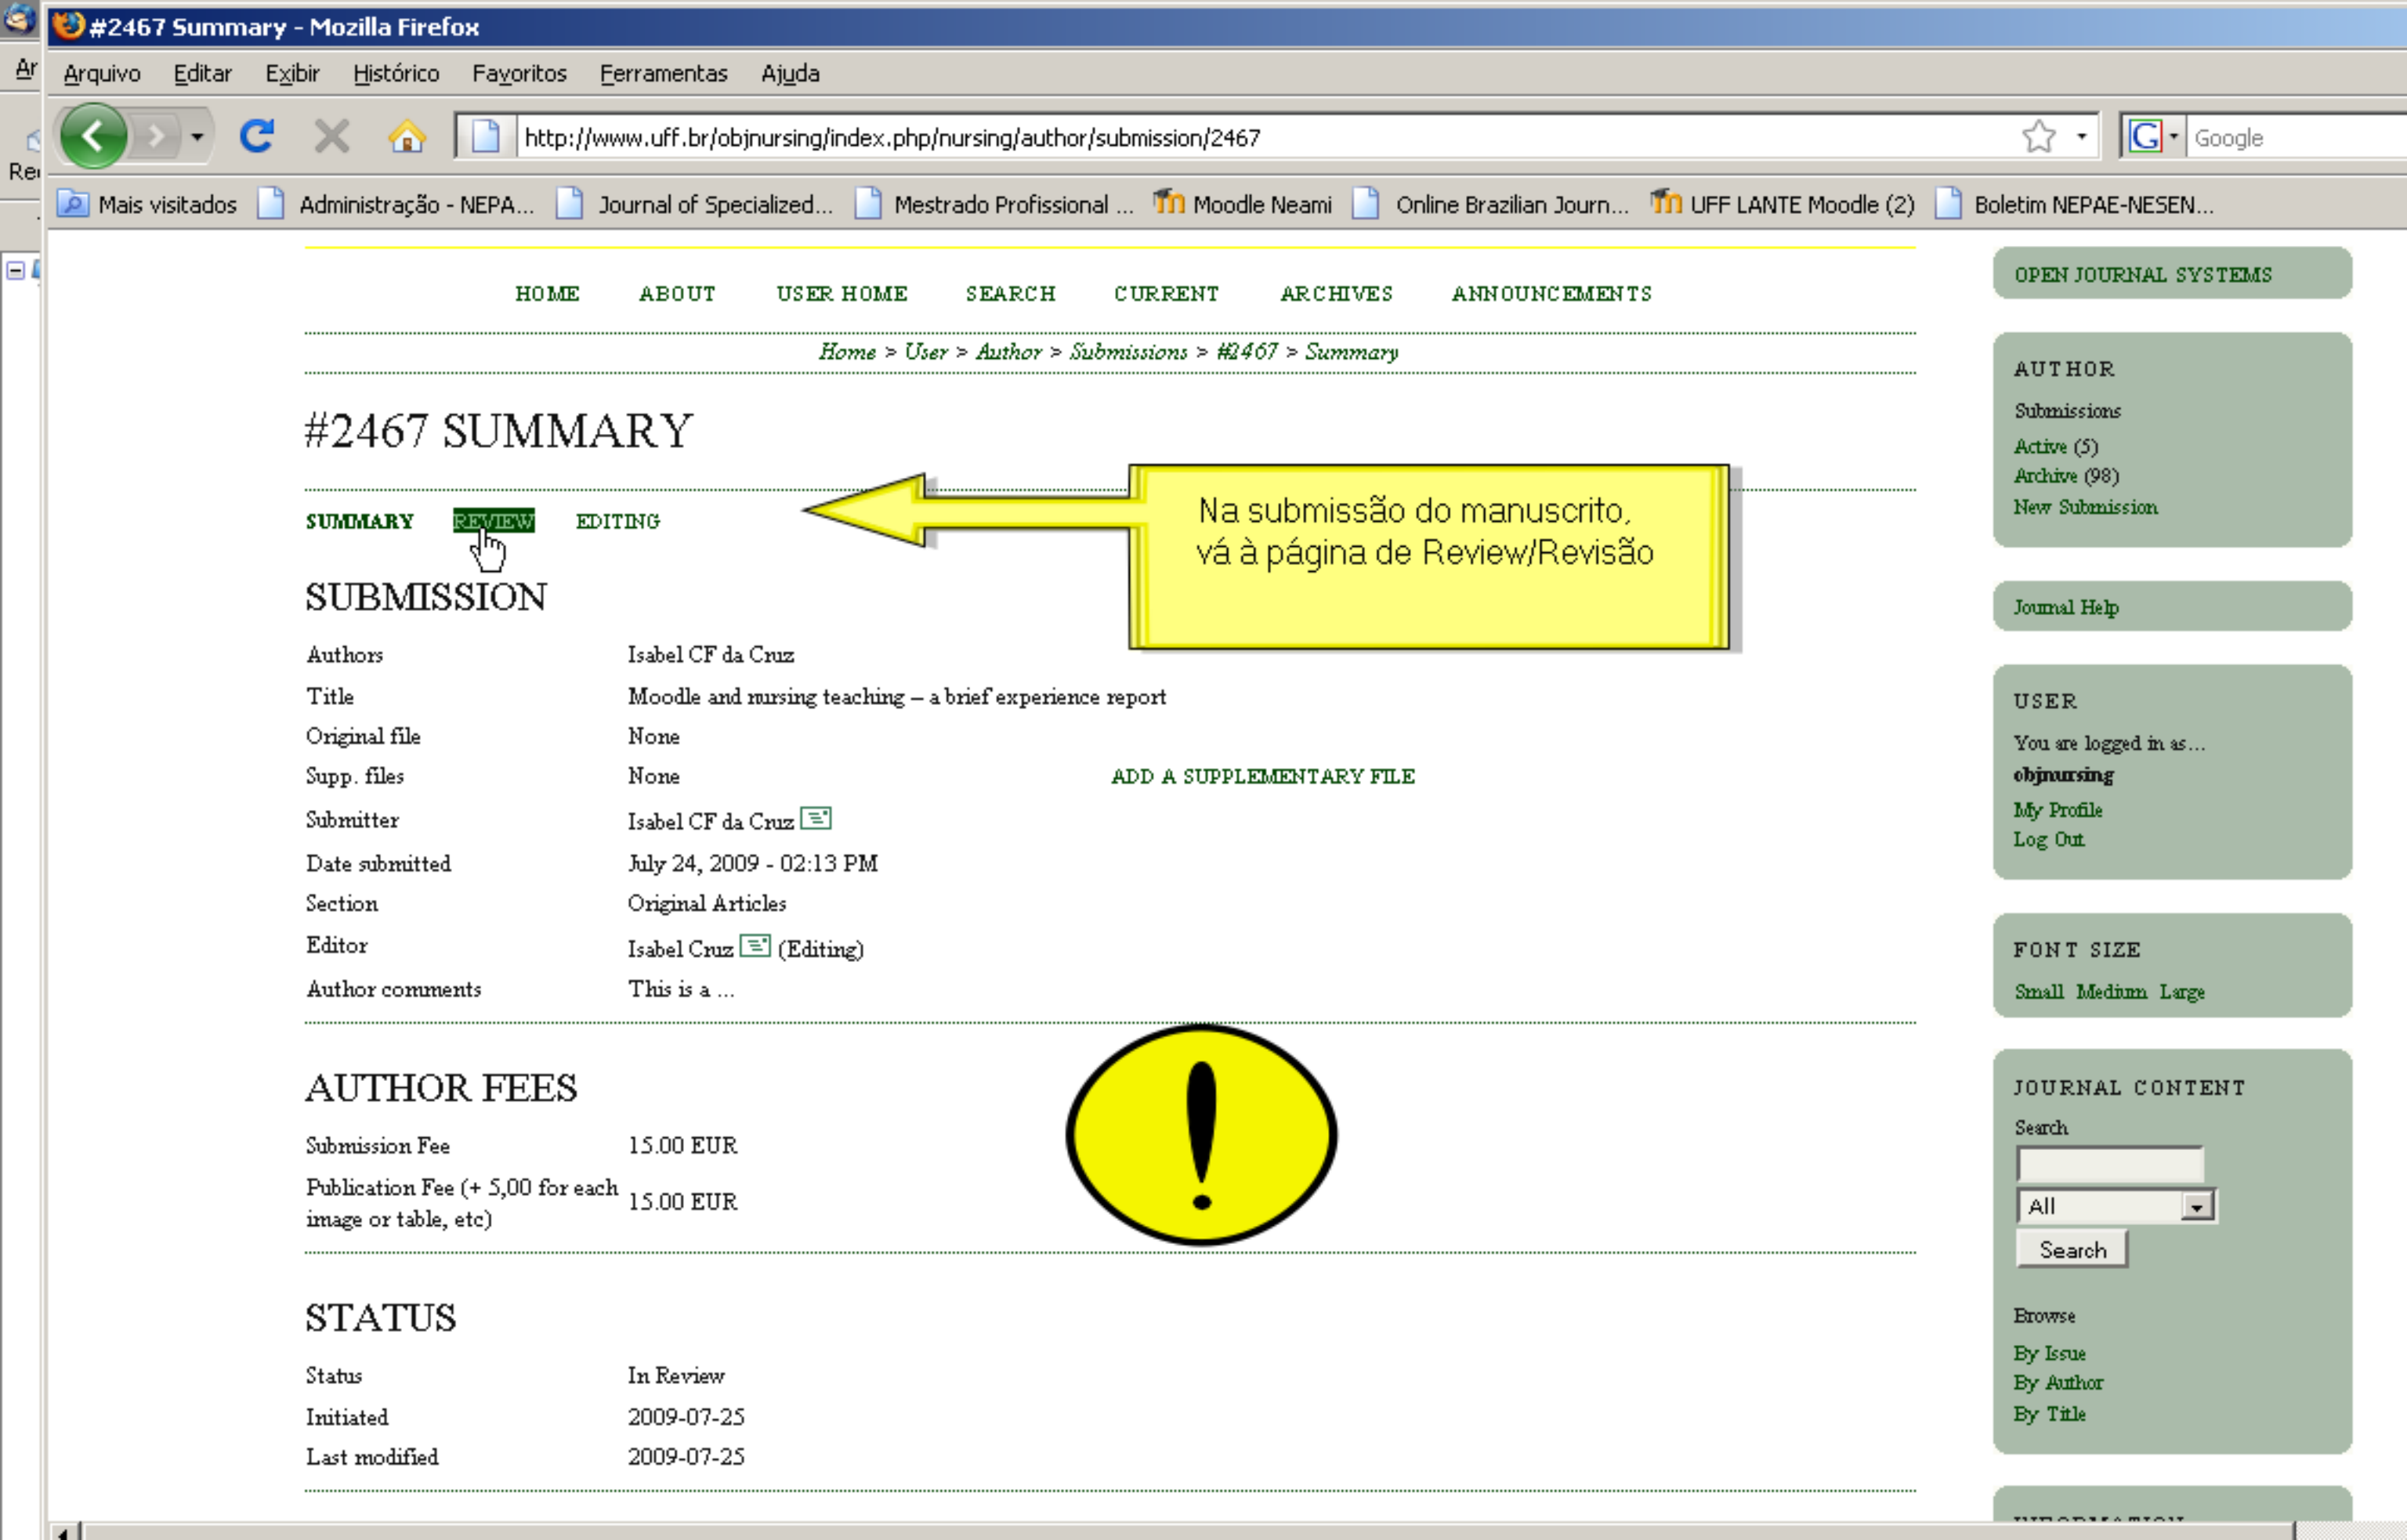 #2467 Summary - Mozilla Firefox
Ar
Arquivo Editar Exibir Histórico Favoritos Ferramentas Ajuda
http://www.uff.br/objnursing/index.php/nursing/author/submission/2467
Google
Mais visitados Administração - NEPA... Journal of Specialized... Mestrado Profissional ... Moodle Neami Online Brazilian Journ... UFF LANTE Moodle (2) Boletim NEPAE-NESEN...
HOME ABOUT USER HOME SEARCH CURRENT ARCHIVES ANNOUNCEMENTS
Home > User > Author > Submissions > #2467 > Summary
#2467 SUMMARY
SUMMARY REVIEW EDITING
Na submissão do manuscrito,
vá à página de Review/Revisão
SUBMISSION
Authors Isabel CF da Cruz
Title Moodle and nursing teaching – a brief experience report
Original file None
Supp. files None ADD A SUPPLEMENTARY FILE
Submitter Isabel CF da Cruz
Date submitted July 24, 2009 - 02:13 PM
Section Original Articles
Editor Isabel Cruz (Editing)
Author comments This is a ...
AUTHOR FEES
Submission Fee 15.00 EUR
Publication Fee (+ 5,00 for each
image or table, etc) 15.00 EUR
!
STATUS
Status In Review
Initiated 2009-07-25
Last modified 2009-07-25
OPEN JOURNAL SYSTEMS
AUTHOR
Submissions
Active (5)
Archive (98)
New Submission
Journal Help
USER
You are logged in as...
objnursing
My Profile
Log Out
FONT SIZE
Small Medium Large
JOURNAL CONTENT
Search
All
Search
Browse
By Issue
By Author
By Title